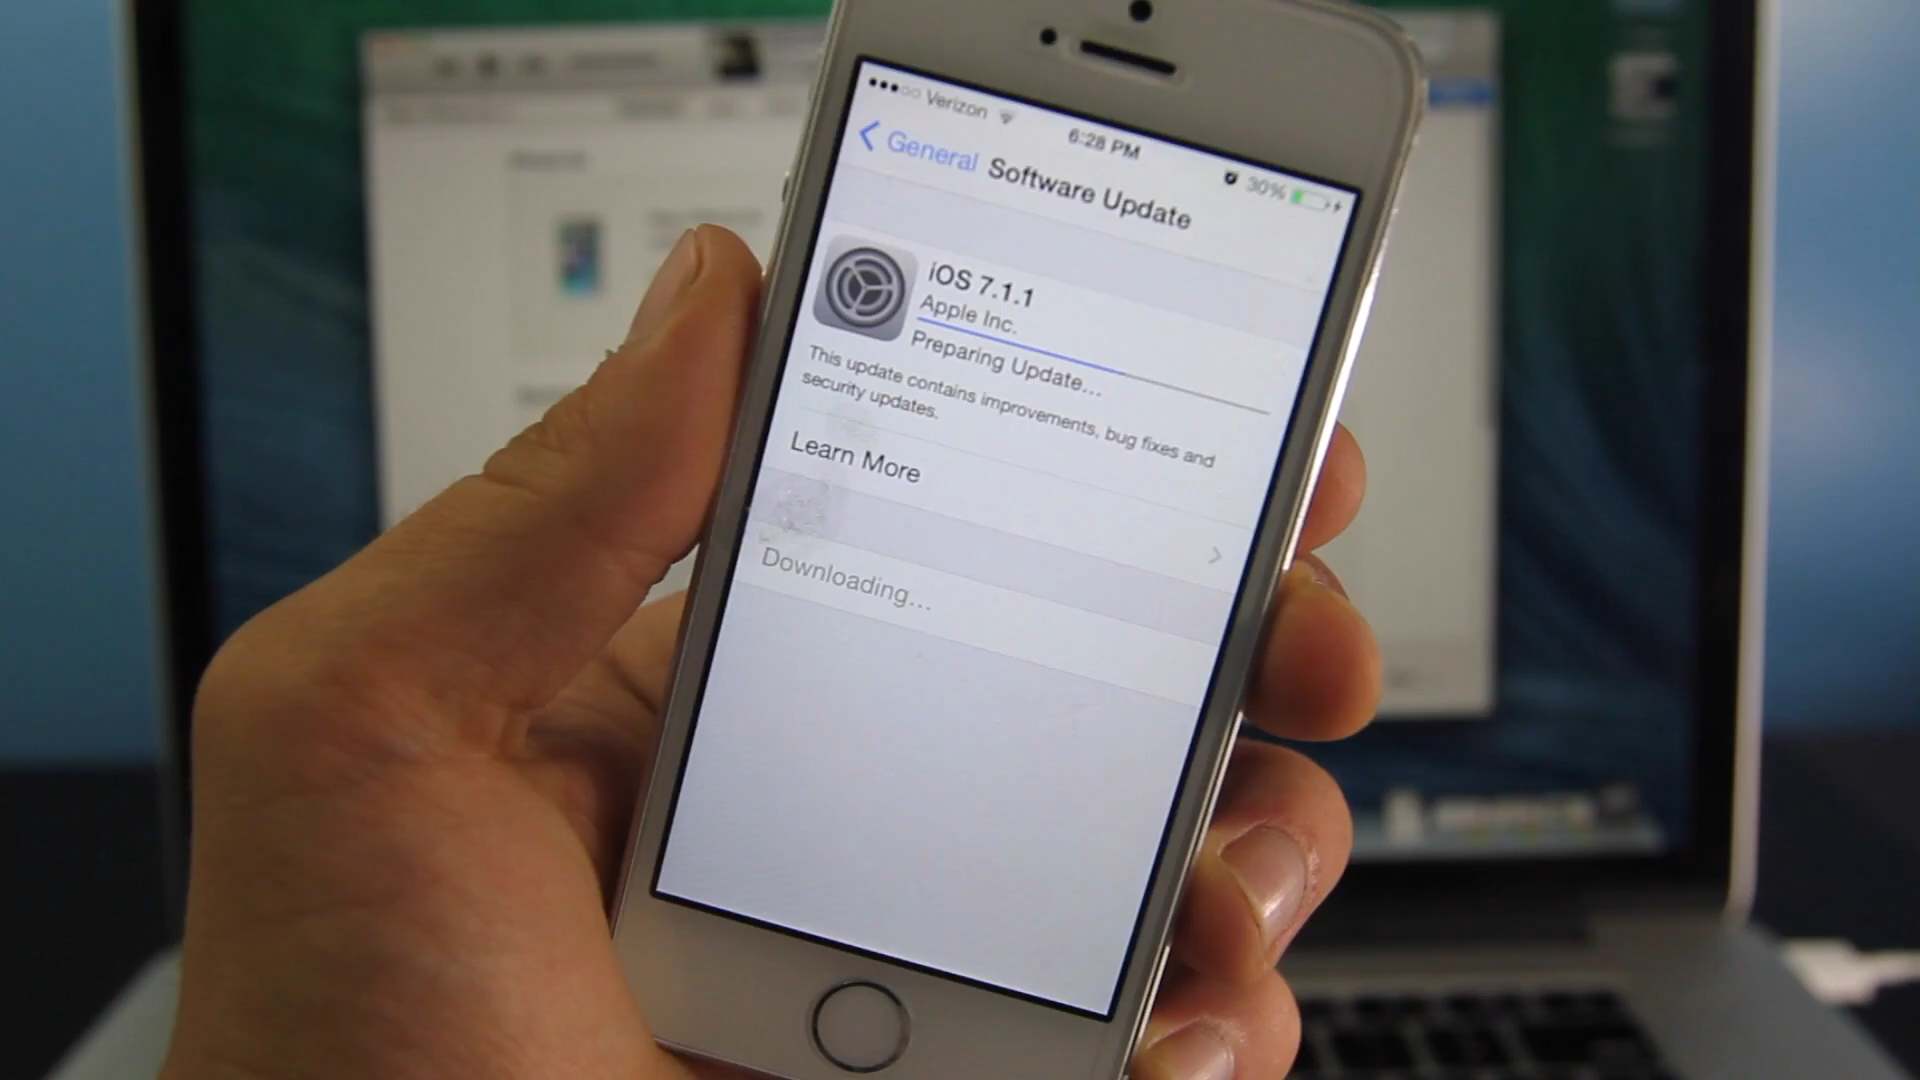 Verizon
6:28 PM
30%
General
Software Update
iOS 7.1.1
Apple Inc.
Preparing Update...
This update contains improvements, bug fixes and
security updates.
Learn More
Downloading...